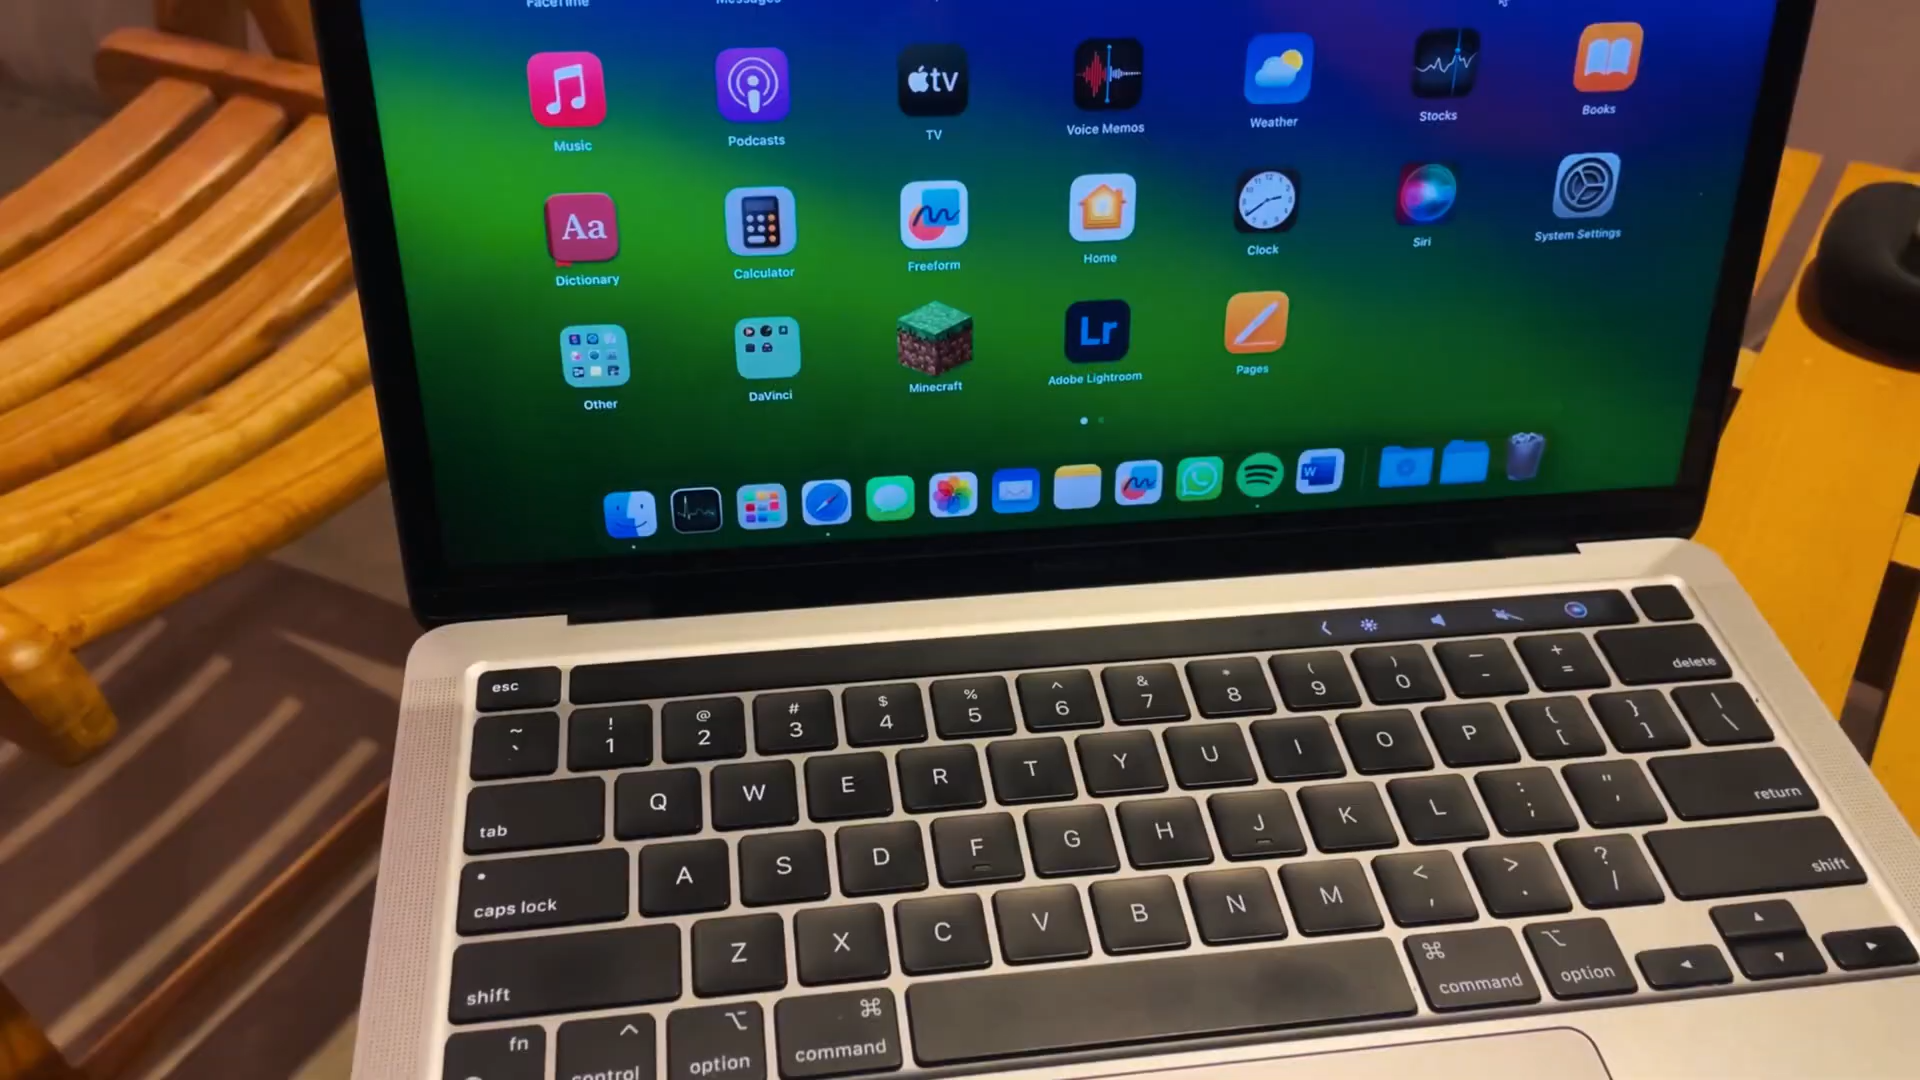 FaceTime
Messages
tv
Music
Podcasts
TV
Voice Memos
Weather
Stocks
Books
Aa
Dictionary
Calculator
Freeform
Home
Clock
Siri
System Settings
Lr
Other
DaVinci
Minecraft
Adobe Lightroom
Pages
W
esc
~ `
! 1
@ 2
# 3
$ 4
% 5
^ 6
& 7
* 8
( 9
) 0
— -
+ =
delete
tab
Q
W
E
R
T
Y
U
I
O
P
{ [
} ]
| \
caps lock
A
S
D
F
G
H
J
K
L
: ;
" '
return
shift
Z
X
C
V
B
N
M
< ,
> .
? /
shift
fn
^ control
⌥ option
⌘ command
⌘ command
⌥ option